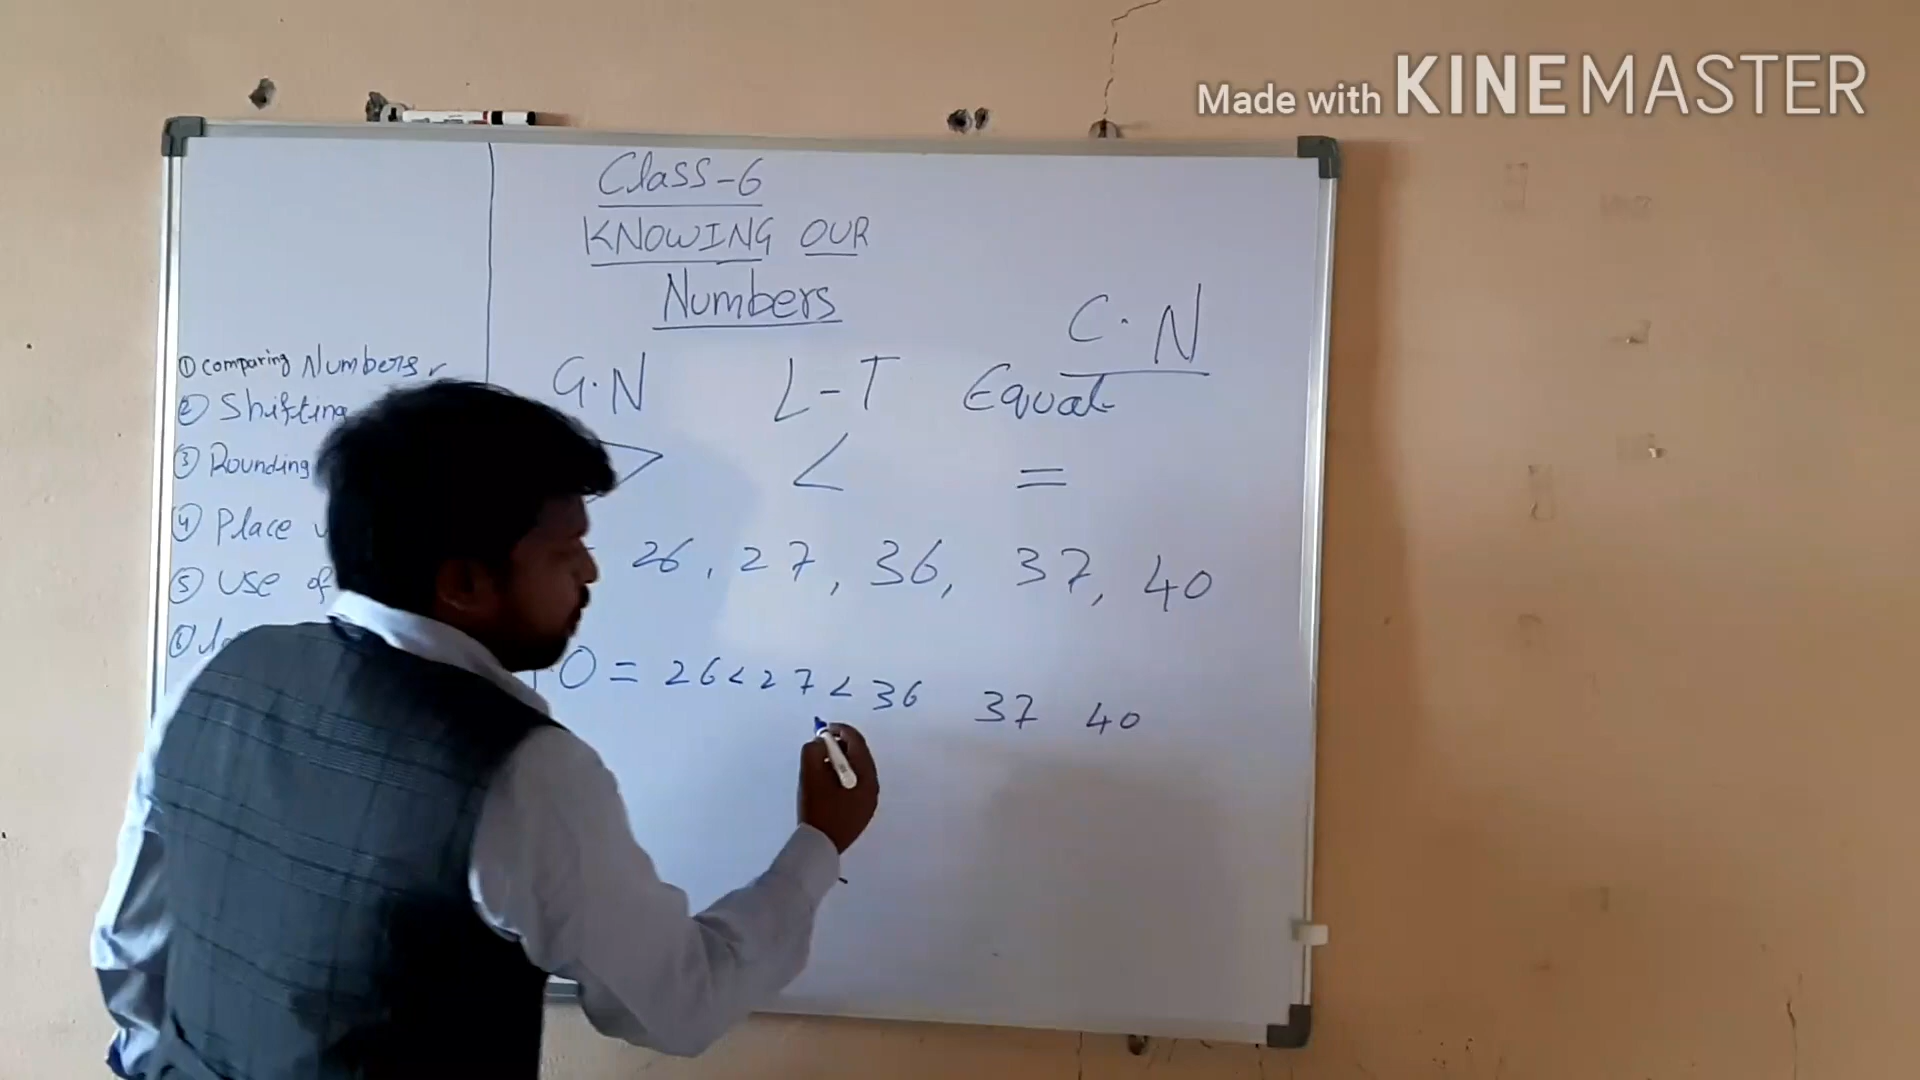 Made with KINEMASTER
Class-6
KNOWING OUR
Numbers
C.N
① comparing Numbers
② Shifting
③ Rounding
④ Place
⑤ Use of
⑥
G.N L-T Equal
> < =
26, 27, 36, 37, 40
O = 26 < 27 < 36 37 40